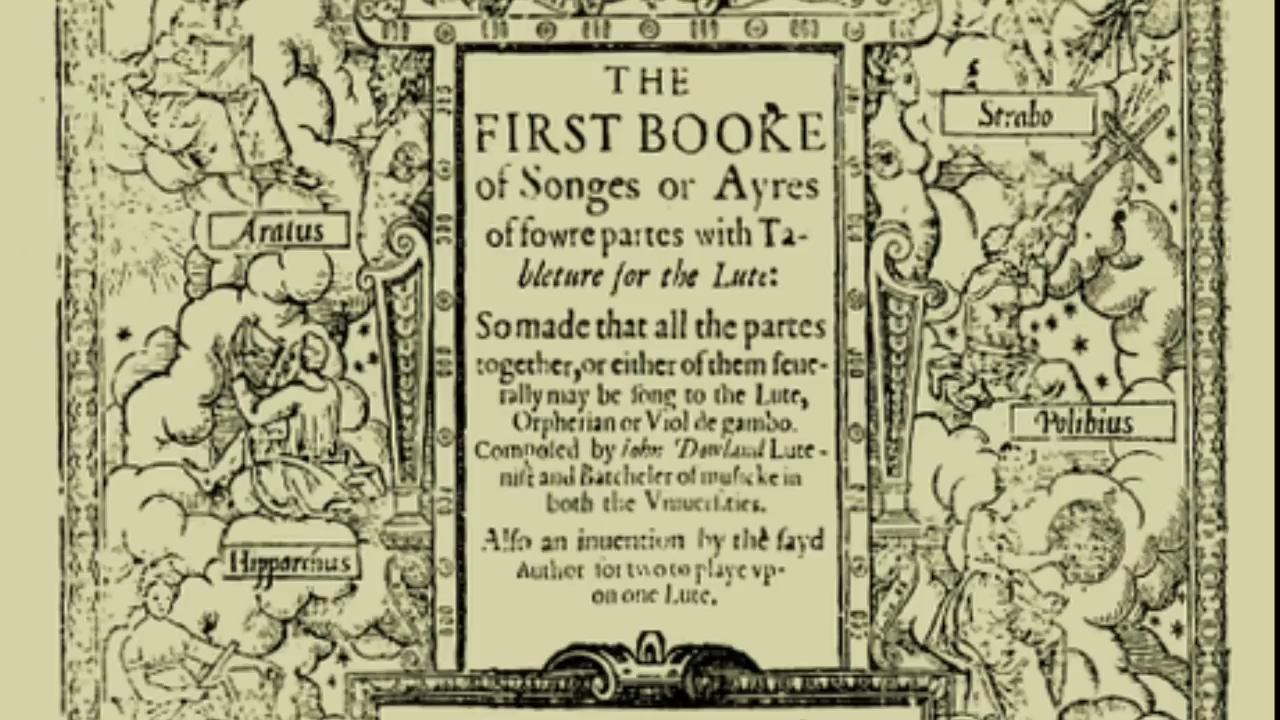 THE
FIRST BOOKE
of Songes or Ayres
of fowre partes with Ta-
bleture for the Lute:
So made that all the partes
together, or either of them seue-
rally may be song to the Lute,
Orpherian or Viol de gambo.
Composed by Iohn Dowland Lute-
nist and Batcheler of musicke in
both the Vniuersities.
Also an inuention by the sayd
Author for two to playe vp-
on one Lute.
Aratus
Hipparchus
Strabo
Polibius